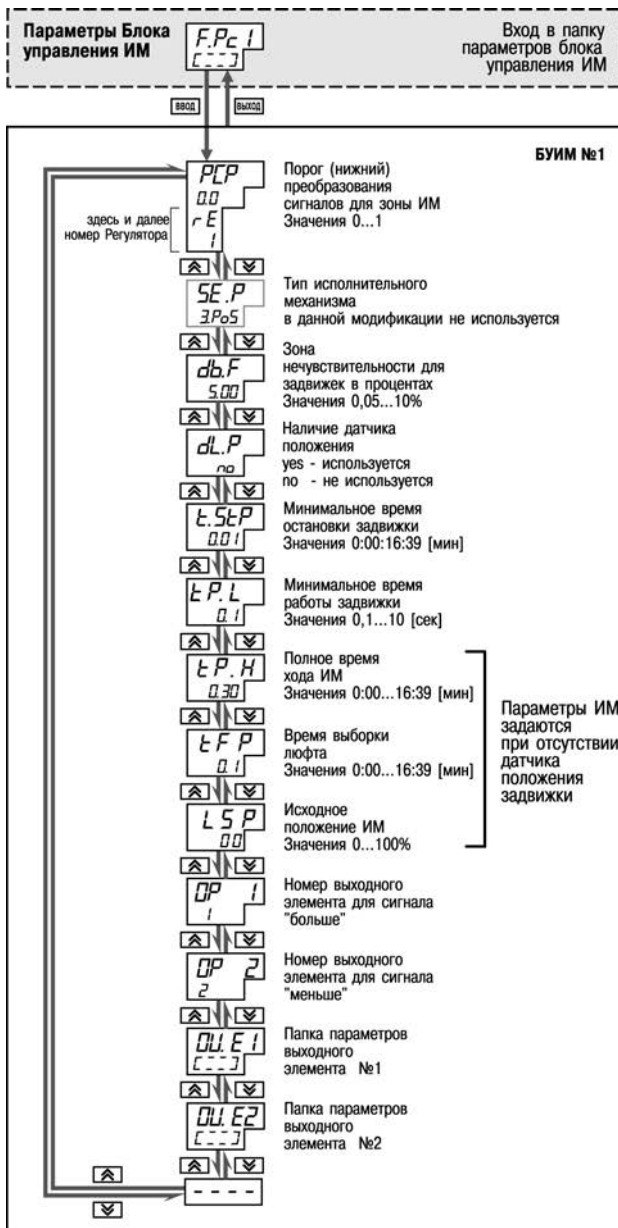 Параметры Блока
управления ИМ
F.Pc 1
[- - -]
Вход в папку
параметров блока
управления ИМ
ввод
выход
БУИМ №1
PCP
0.0
rE
1
здесь и далее
номер Регулятора
Порог (нижний)
преобразования
сигналов для зоны ИМ
Значения 0...1
SE.P
3.PoS
Тип исполнительного
механизма
в данной модификации не используется
db.F
5.00
Зона
нечувствительности для
задвижек в процентах
Значения 0,05...10%
dL.P
no
Наличие датчика
положения
yes - используется
no - не используется
t.StP
0.01
Минимальное время
остановки задвижки
Значения 0:00:16:39 [мин]
tP.L
0.1
Минимальное время
работы задвижки
Значения 0,1...10 [сек]
tP.H
0.30
Полное время
хода ИМ
Значения 0:00...16:39 [мин]
tFP
0.1
Время выборки
люфта
Значения 0:00...16:39 [мин]
LSP
00
Исходное
положение ИМ
Значения 0...100%
Параметры ИМ
задаются
при отсутствии
датчика
положения
задвижки
OP 1
1
Номер выходного
элемента для сигнала
"больше"
OP 2
2
Номер выходного
элемента для сигнала
"меньше"
OU.E1
[- - -]
Папка параметров
выходного
элемента №1
OU.E2
[- - -]
Папка параметров
выходного
элемента №2
- - - -